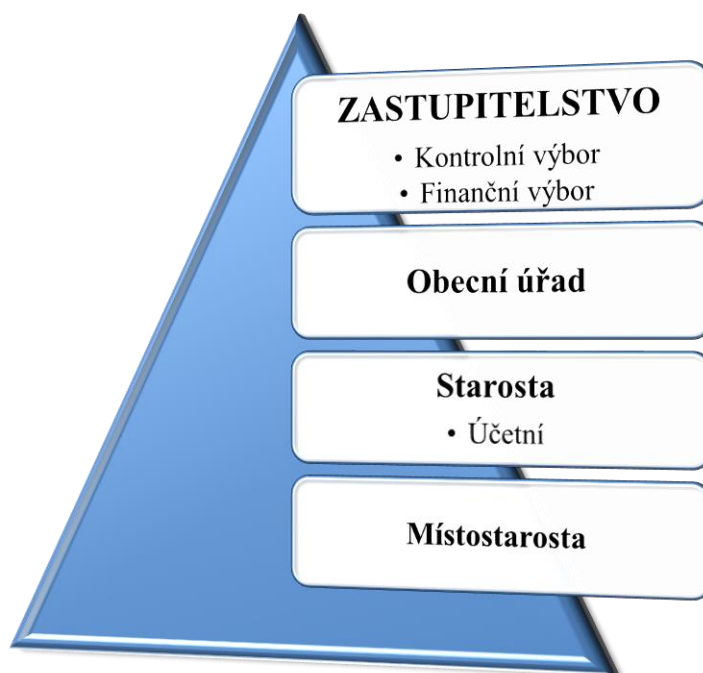 ZASTUPITELSTVO
• Kontrolní výbor
• Finanční výbor
Obecní úřad
Starosta
• Účetní
Místostarosta